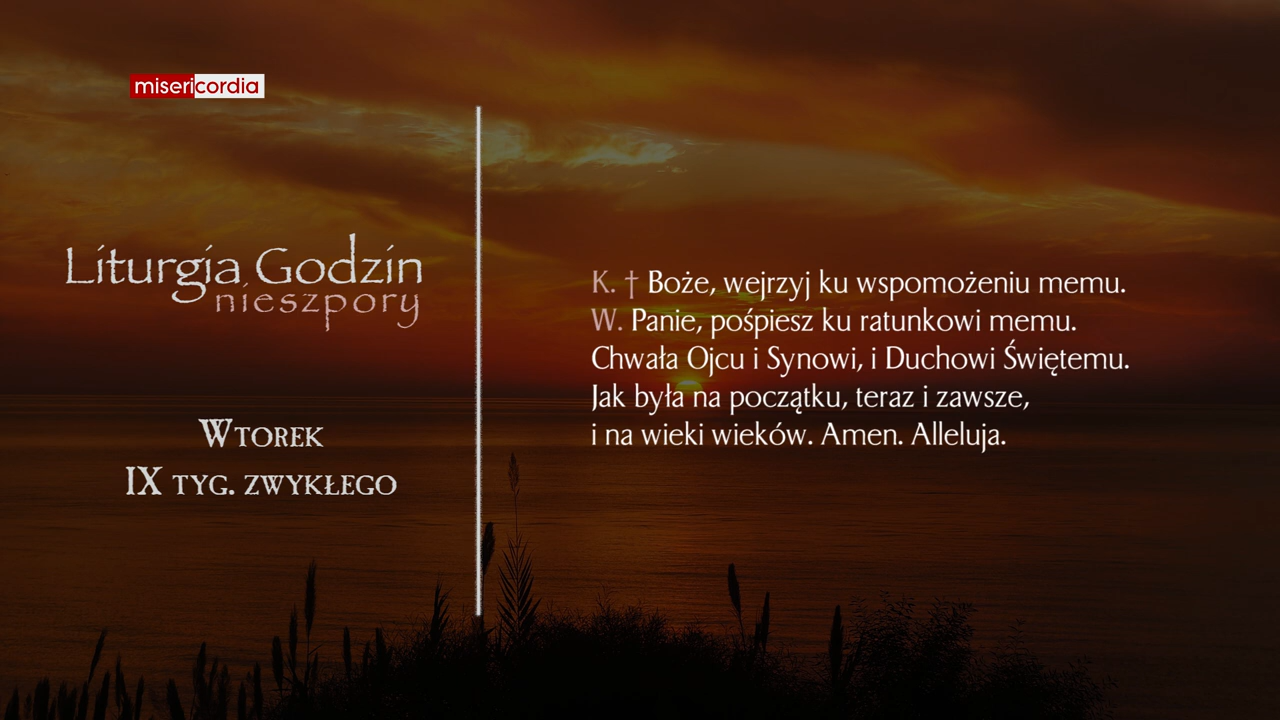 misericordia
Liturgia Godzin
nieszpory
Wtorek
IX tyg. zwykłego
K. † Boże, wejrzyj ku wspomożeniu memu.
W. Panie, pośpiesz ku ratunkowi memu.
Chwała Ojcu i Synowi, i Duchowi Świętemu.
Jak była na początku, teraz i zawsze,
i na wieki wieków. Amen. Alleluja.